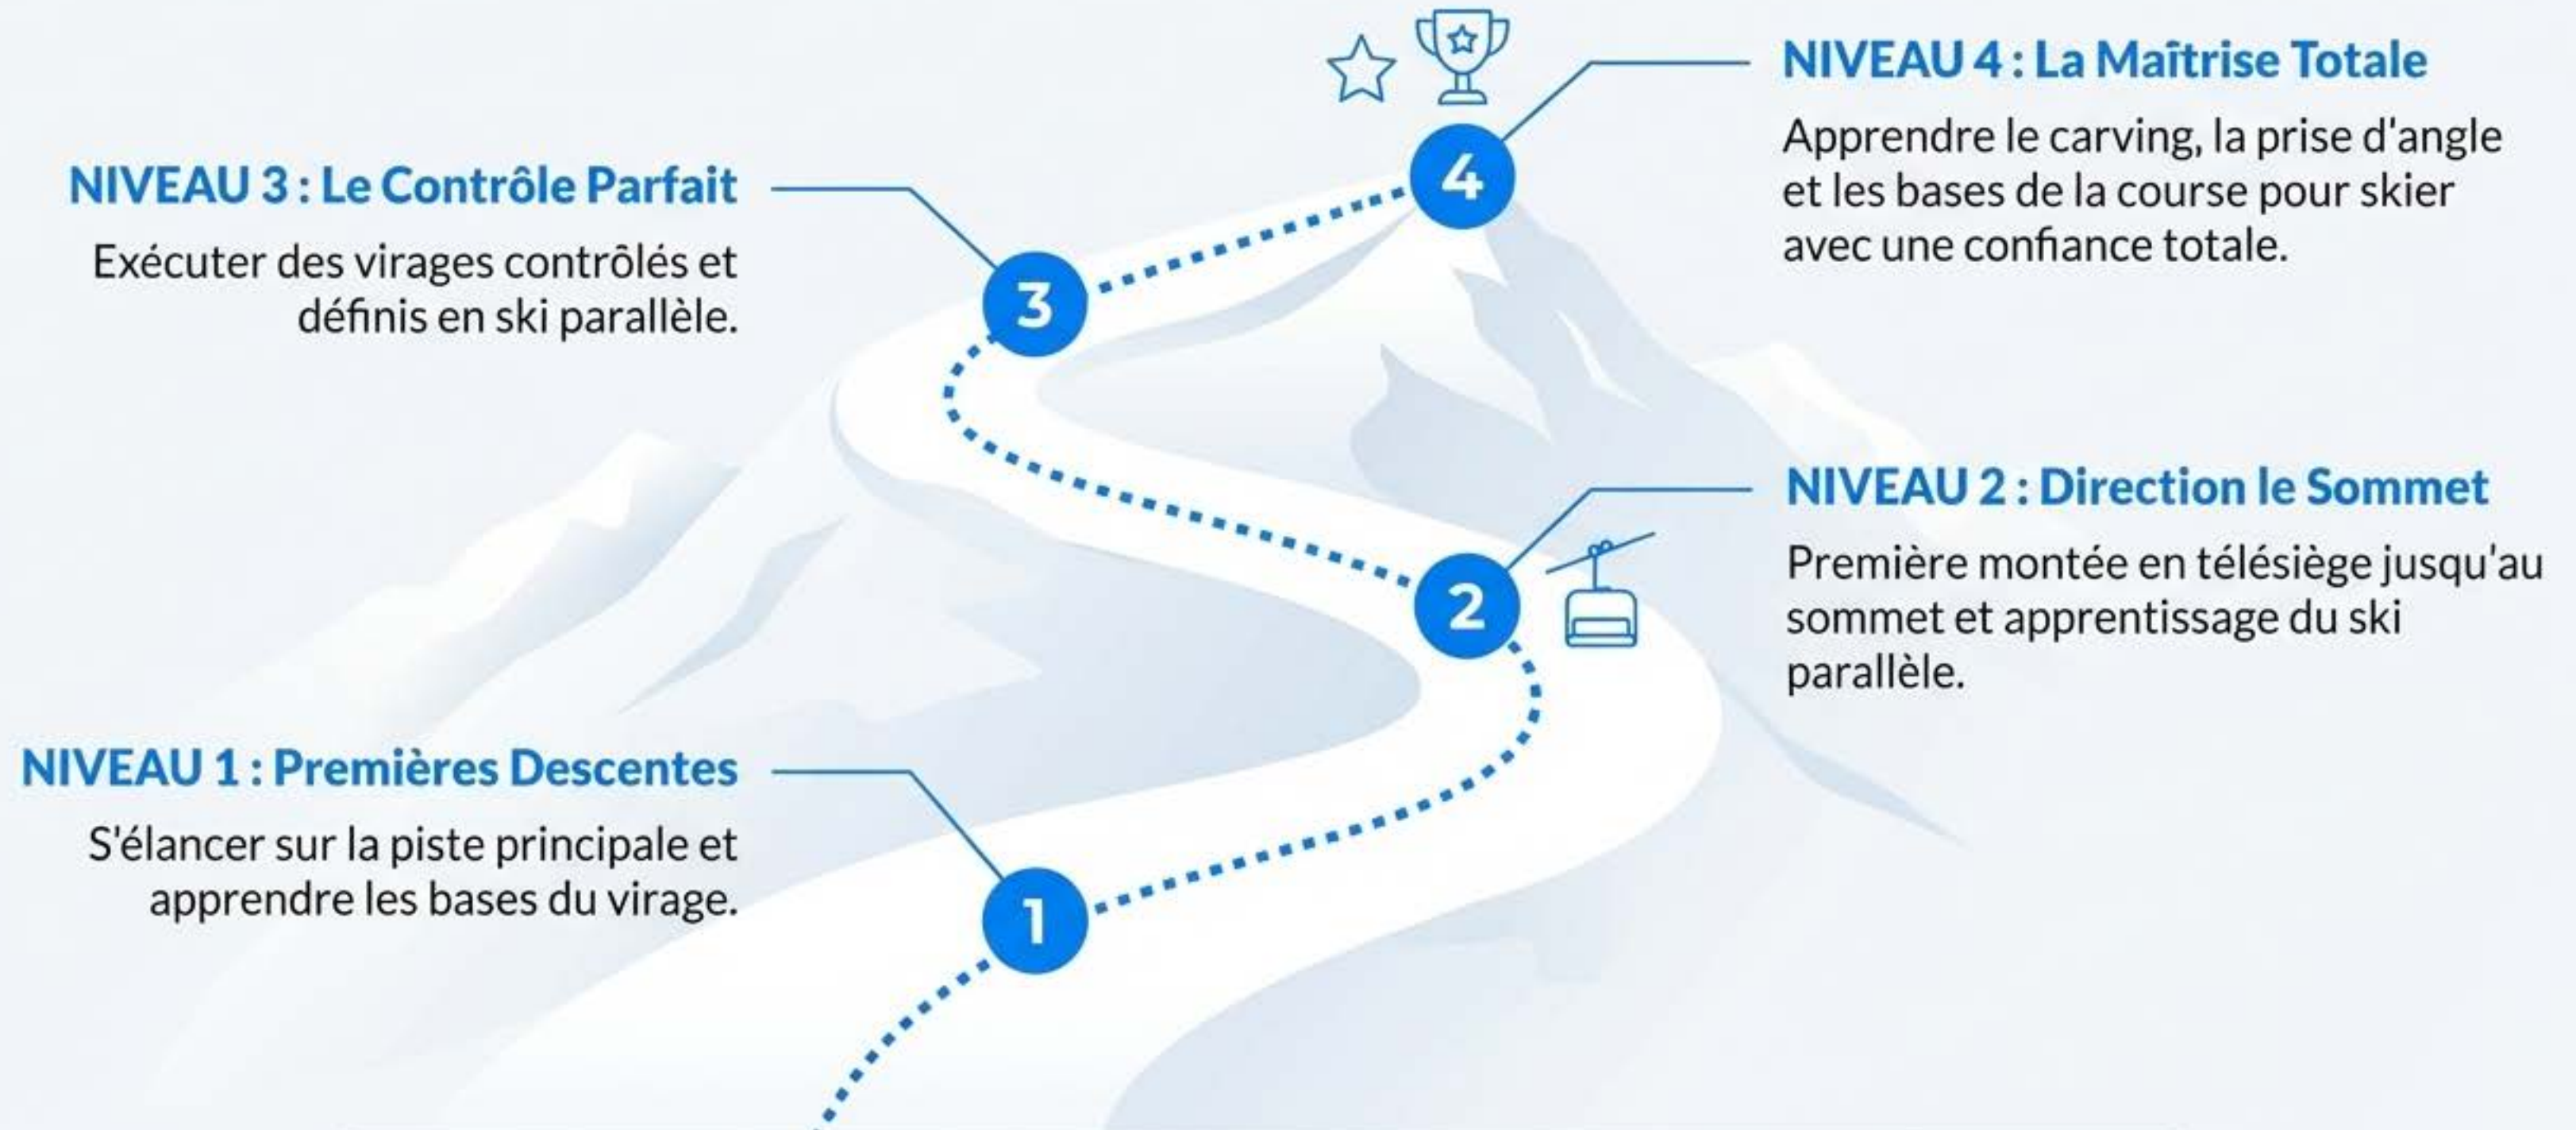 NIVEAU 4 : La Maîtrise Totale
Apprendre le carving, la prise d'angle
et les bases de la course pour skier
avec une confiance totale.
4
NIVEAU 3 : Le Contrôle Parfait
Exécuter des virages contrôlés et
définis en ski parallèle.
3
NIVEAU 2 : Direction le Sommet
Première montée en télésiège jusqu'au
sommet et apprentissage du ski
parallèle.
2
NIVEAU 1 : Premières Descentes
S'élancer sur la piste principale et
apprendre les bases du virage.
1